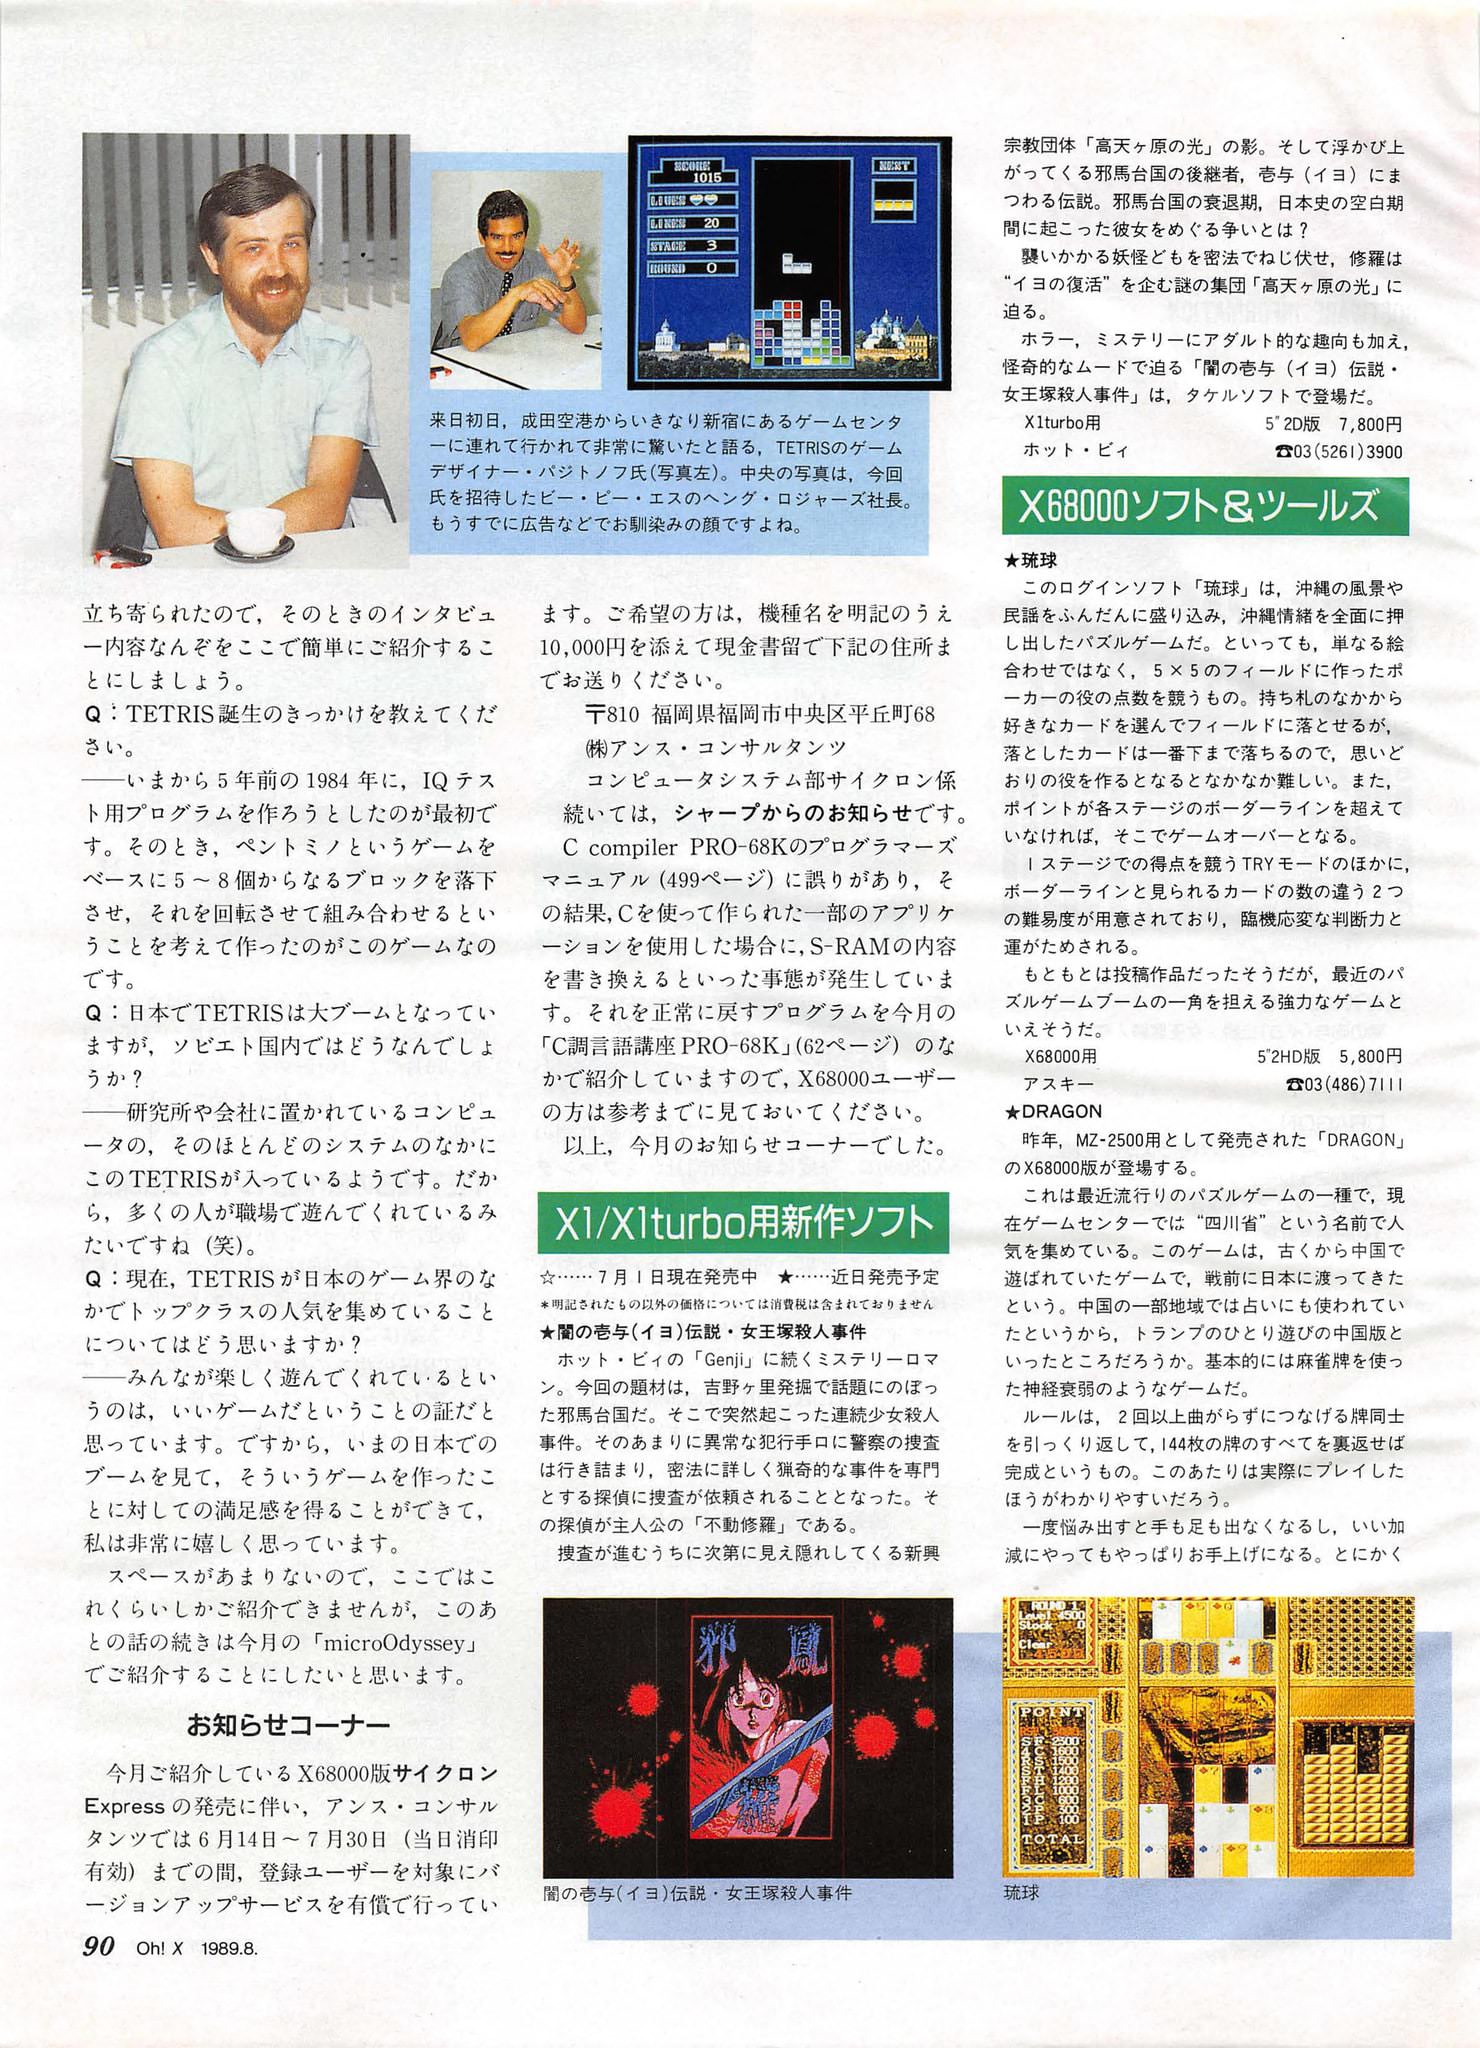 SCORE
1015
LIVES
LINES 20
STAGE 3
ROUND 0
NEXT
来日初日，成田空港からいきなり新宿にあるゲームセンタ
ーに連れて行かれて非常に驚いたと語る，TETRISのゲーム
デザイナー・パジトノフ氏(写真左)。中央の写真は，今回
氏を招待したビー・ピー・エスのヘンク・ロジャーズ社長。
もうすでに広告などでお馴染みの顔ですよね。
立ち寄られたので，そのときのインタビュ
ー内容なんぞをここで簡単にご紹介するこ
とにしましょう。
Q：TETRIS誕生のきっかけを教えてくだ
さい。
――いまから5年前の1984年に，IQテス
ト用プログラムを作ろうとしたのが最初で
す。そのとき，ペントミノというゲームを
ベースに5～8個からなるブロックを落下
させ，それを回転させて組み合わせるとい
うことを考えて作ったのがこのゲームなの
です。
Q：日本でTETRISは大ブームとなってい
ますが，ソビエト国内ではどうなんでしょ
うか？
――研究所や会社に置かれているコンピュ
ータの，そのほとんどのシステムのなかに
このTETRISが入っているようです。だか
ら，多くの人が職場で遊んでくれているみ
たいですね（笑）。
Q：現在，TETRISが日本のゲーム界のな
かでトップクラスの人気を集めていること
についてはどう思いますか？
――みんなが楽しく遊んでくれているとい
うのは，いいゲームだということの証だと
思っています。ですから，いまの日本での
ブームを見て，そういうゲームを作ったこ
とに対しての満足感を得ることができて，
私は非常に嬉しく思っています。
スペースがあまりないので，ここではこ
れくらいしかご紹介できませんが，このあ
との話の続きは今月の「microOdyssey」
でご紹介することにしたいと思います。
お知らせコーナー
今月ご紹介しているX68000版サイクロン
Expressの発売に伴い，アンス・コンサル
タンツでは6月14日～7月30日（当日消印
有効）までの間，登録ユーザーを対象にバ
ージョンアップサービスを有償で行ってい
ます。ご希望の方は，機種名を明記のうえ
10,000円を添えて現金書留で下記の住所ま
でお送りください。
〒810 福岡県福岡市中央区平丘町68
㈱アンス・コンサルタンツ
コンピュータシステム部サイクロン係
続いては，シャープからのお知らせです。
C compiler PRO-68Kのプログラマーズ
マニュアル（499ページ）に誤りがあり，そ
の結果，Cを使って作られた一部のアプリケ
ーションを使用した場合に，S-RAMの内容
を書き換えるといった事態が発生していま
す。それを正常に戻すプログラムを今月の
「C調言語講座PRO-68K」(62ページ）のな
かで紹介していますので，X68000ユーザー
の方は参考までに見ておいてください。
以上，今月のお知らせコーナーでした。
X1/X1turbo用新作ソフト
☆……7月1日現在発売中 ★……近日発売予定
＊明記されたもの以外の価格については消費税は含まれておりません
★闇の壱与(イヨ)伝説・女王塚殺人事件
ホット・ビィの「Genji」に続くミステリーロマ
ン。今回の題材は，吉野ヶ里発掘で話題にのぼっ
た邪馬台国だ。そこで突然起こった連続少女殺人
事件。そのあまりに異常な犯行手口に警察の捜査
は行き詰まり，密法に詳しく猟奇的な事件を専門
とする探偵に捜査が依頼されることとなった。そ
の探偵が主人公の「不動修羅」である。
捜査が進むうちに次第に見え隠れしてくる新興
宗教団体「高天ヶ原の光」の影。そして浮かび上
がってくる邪馬台国の後継者，壱与（イヨ）にま
つわる伝説。邪馬台国の衰退期，日本史の空白期
間に起こった彼女をめぐる争いとは？
襲いかかる妖怪どもを密法でねじ伏せ，修羅は
“イヨの復活”を企む謎の集団「高天ヶ原の光」に
迫る。
ホラー，ミステリーにアダルト的な趣向も加え，
怪奇的なムードで迫る「闇の壱与（イヨ）伝説・
女王塚殺人事件」は，タケルソフトで登場だ。
X1turbo用 5″2D版 7,800円
ホット・ビィ ☎03(5261)3900
X68000ソフト&ツールズ
★琉球
このログインソフト「琉球」は，沖縄の風景や
民謡をふんだんに盛り込み，沖縄情緒を全面に押
し出したパズルゲームだ。といっても，単なる絵
合わせではなく，5×5のフィールドに作ったポ
ーカーの役の点数を競うもの。持ち札のなかから
好きなカードを選んでフィールドに落とせるが，
落としたカードは一番下まで落ちるので，思いど
おりの役を作るとなるとなかなか難しい。また，
ポイントが各ステージのボーダーラインを超えて
いなければ，そこでゲームオーバーとなる。
1ステージでの得点を競うTRYモードのほかに，
ボーダーラインと見られるカードの数の違う2つ
の難易度が用意されており，臨機応変な判断力と
運がためされる。
もともとは投稿作品だったそうだが，最近のパ
ズルゲームブームの一角を担える強力なゲームと
いえそうだ。
X68000用 5″2HD版 5,800円
アスキー ☎03(486)7111
★DRAGON
昨年，MZ-2500用として発売された「DRAGON」
のX68000版が登場する。
これは最近流行りのパズルゲームの一種で，現
在ゲームセンターでは“四川省”という名前で人
気を集めている。このゲームは，古くから中国で
遊ばれていたゲームで，戦前に日本に渡ってきた
という。中国の一部地域では占いにも使われてい
たというから，トランプのひとり遊びの中国版と
いったところだろうか。基本的には麻雀牌を使っ
た神経衰弱のようなゲームだ。
ルールは，2回以上曲がらずにつなげる牌同士
を引っくり返して，144枚の牌のすべてを裏返せば
完成というもの。このあたりは実際にプレイした
ほうがわかりやすいだろう。
一度悩み出すと手も足も出なくなるし，いい加
減にやってもやっぱりお手上げになる。とにかく
邪 鳳
闇の壱与(イヨ)伝説・女王塚殺人事件
ROUND 1
Level 4500
Stock 0
Clear
POINT
TOTAL
琉球
90 Oh! X 1989.8.